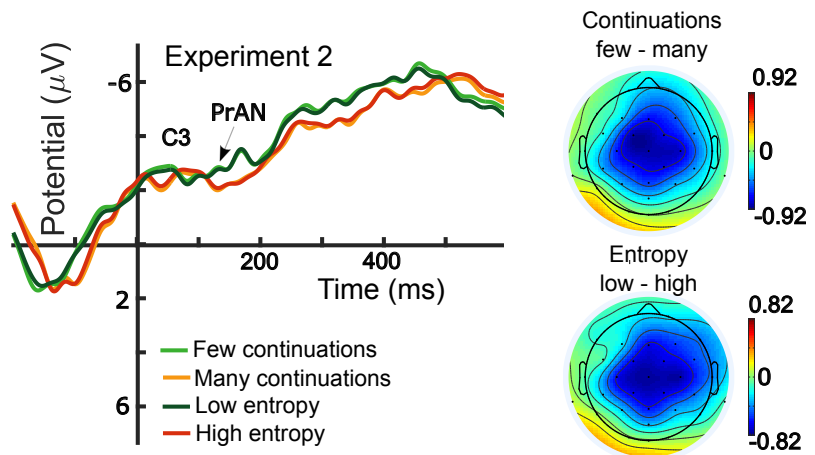 Experiment 2
Potential (μV)
-6
2
6
C3
PrAN
200
400
Time (ms)
Few continuations
Many continuations
Low entropy
High entropy
Continuations
few - many
0.92
0
-0.92
Entropy
low - high
0.82
0
-0.82